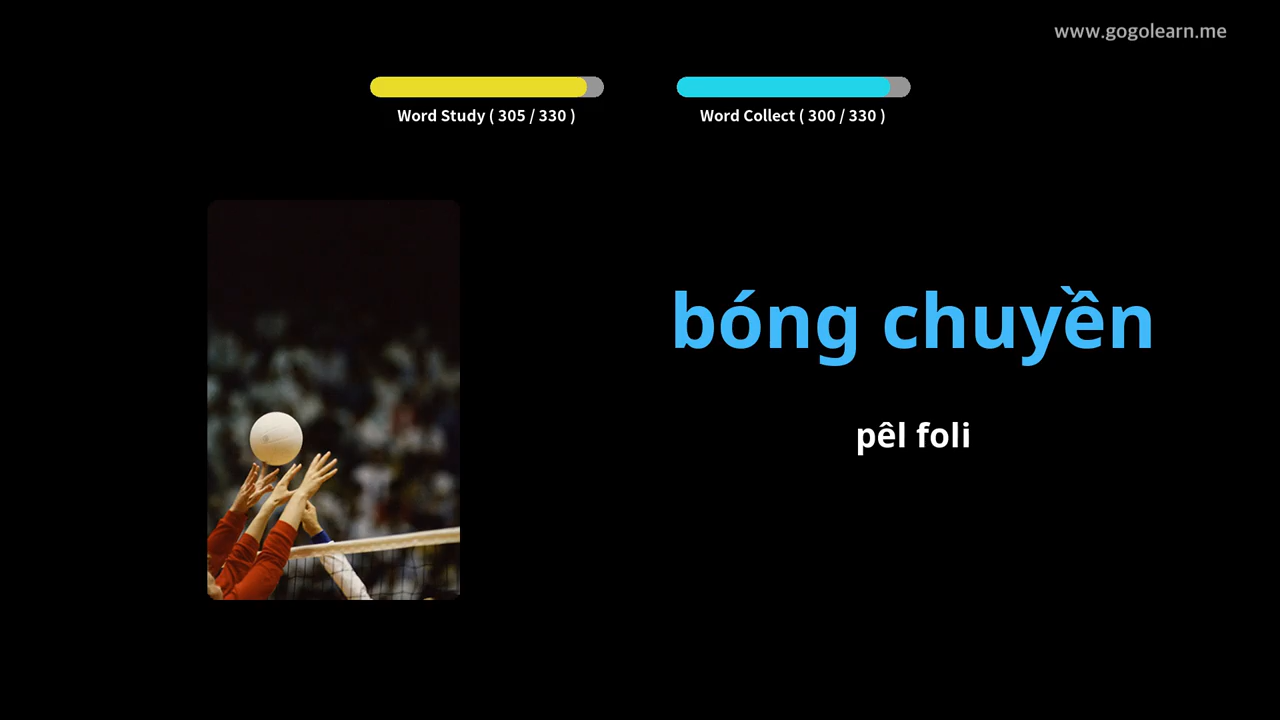 www.gogolearn.me
Word Study ( 305 / 330 )
Word Collect ( 300 / 330 )
bóng chuyền
pêl foli